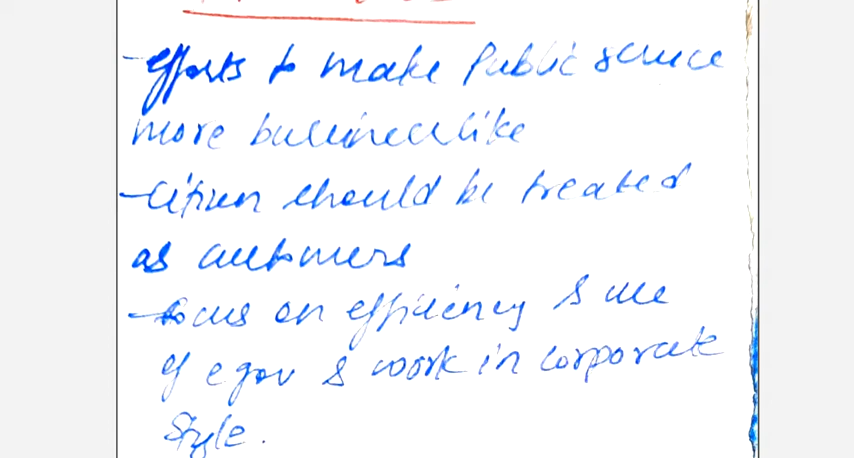 - efforts to make Public service
more businesslike
- Citizen should be treated
as customers
- focus on efficiency & use
of egov & work in corporate
style.